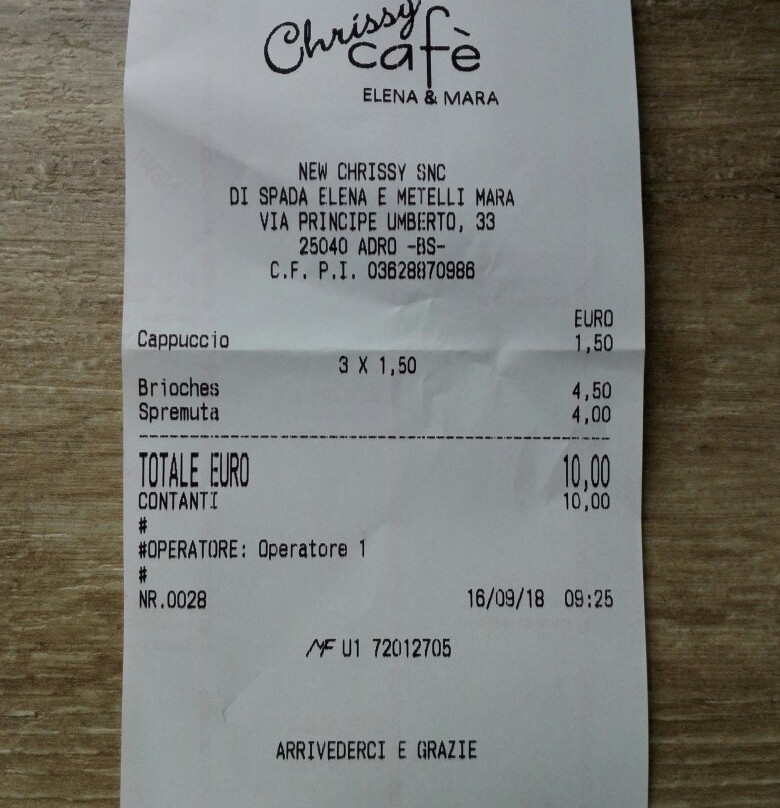 Chrissy
cafè
ELENA & MARA
NEW CHRISSY SNC
DI SPADA ELENA E METELLI MARA
VIA PRINCIPE UMBERTO, 33
25040 ADRO -BS-
C.F. P.I. 03628870986
EURO
Cappuccio 1,50
3 X 1,50
Brioches 4,50
Spremuta 4,00
TOTALE EURO 10,00
CONTANTI 10,00
#
#OPERATORE: Operatore 1
#
NR.0028 16/09/18 09:25
MF U1 72012705
ARRIVEDERCI E GRAZIE